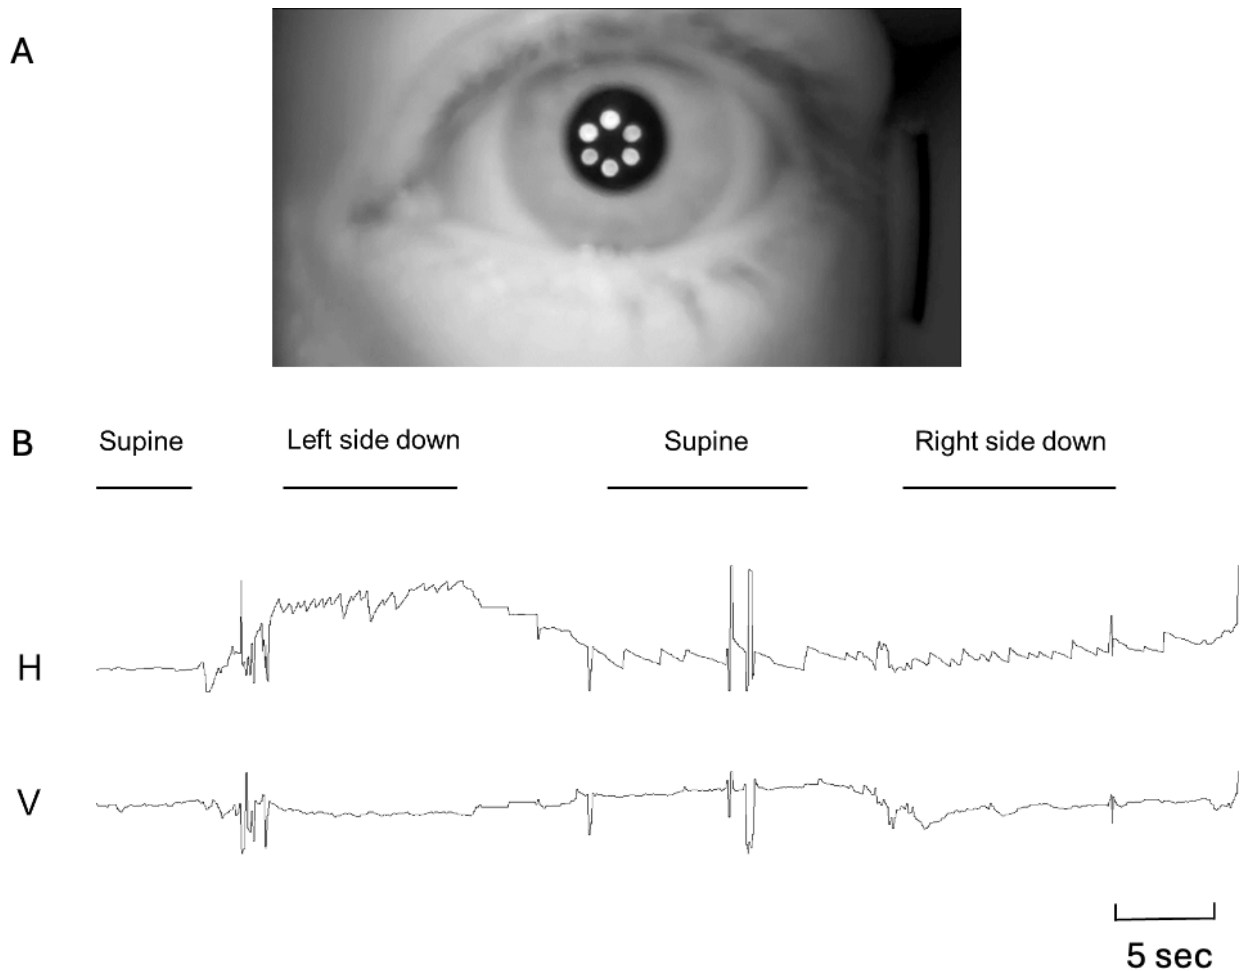 A
B
Supine
Left side down
Supine
Right side down
H
V
5 sec